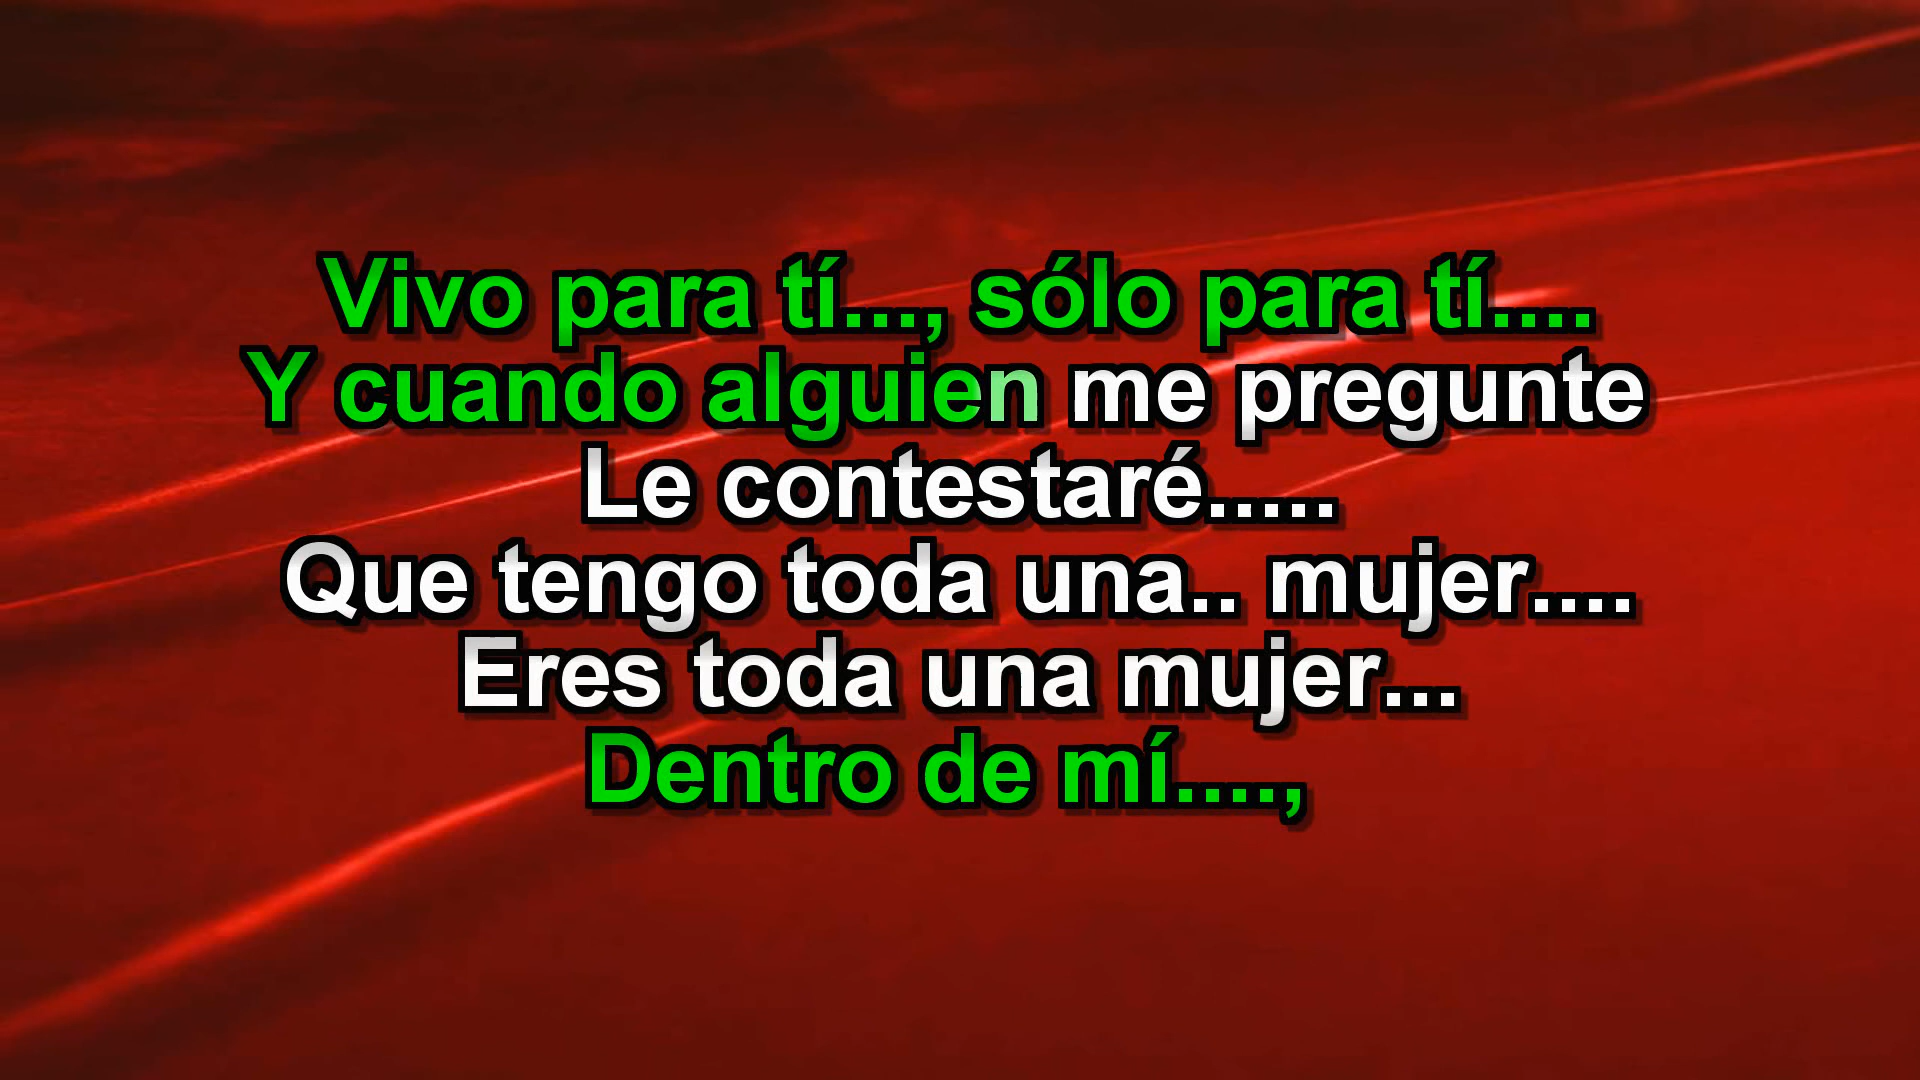 Vivo para tí..., sólo para tí....
Y cuando alguien me pregunte
Le contestaré.....
Que tengo toda una.. mujer....
Eres toda una mujer...
Dentro de mí....,